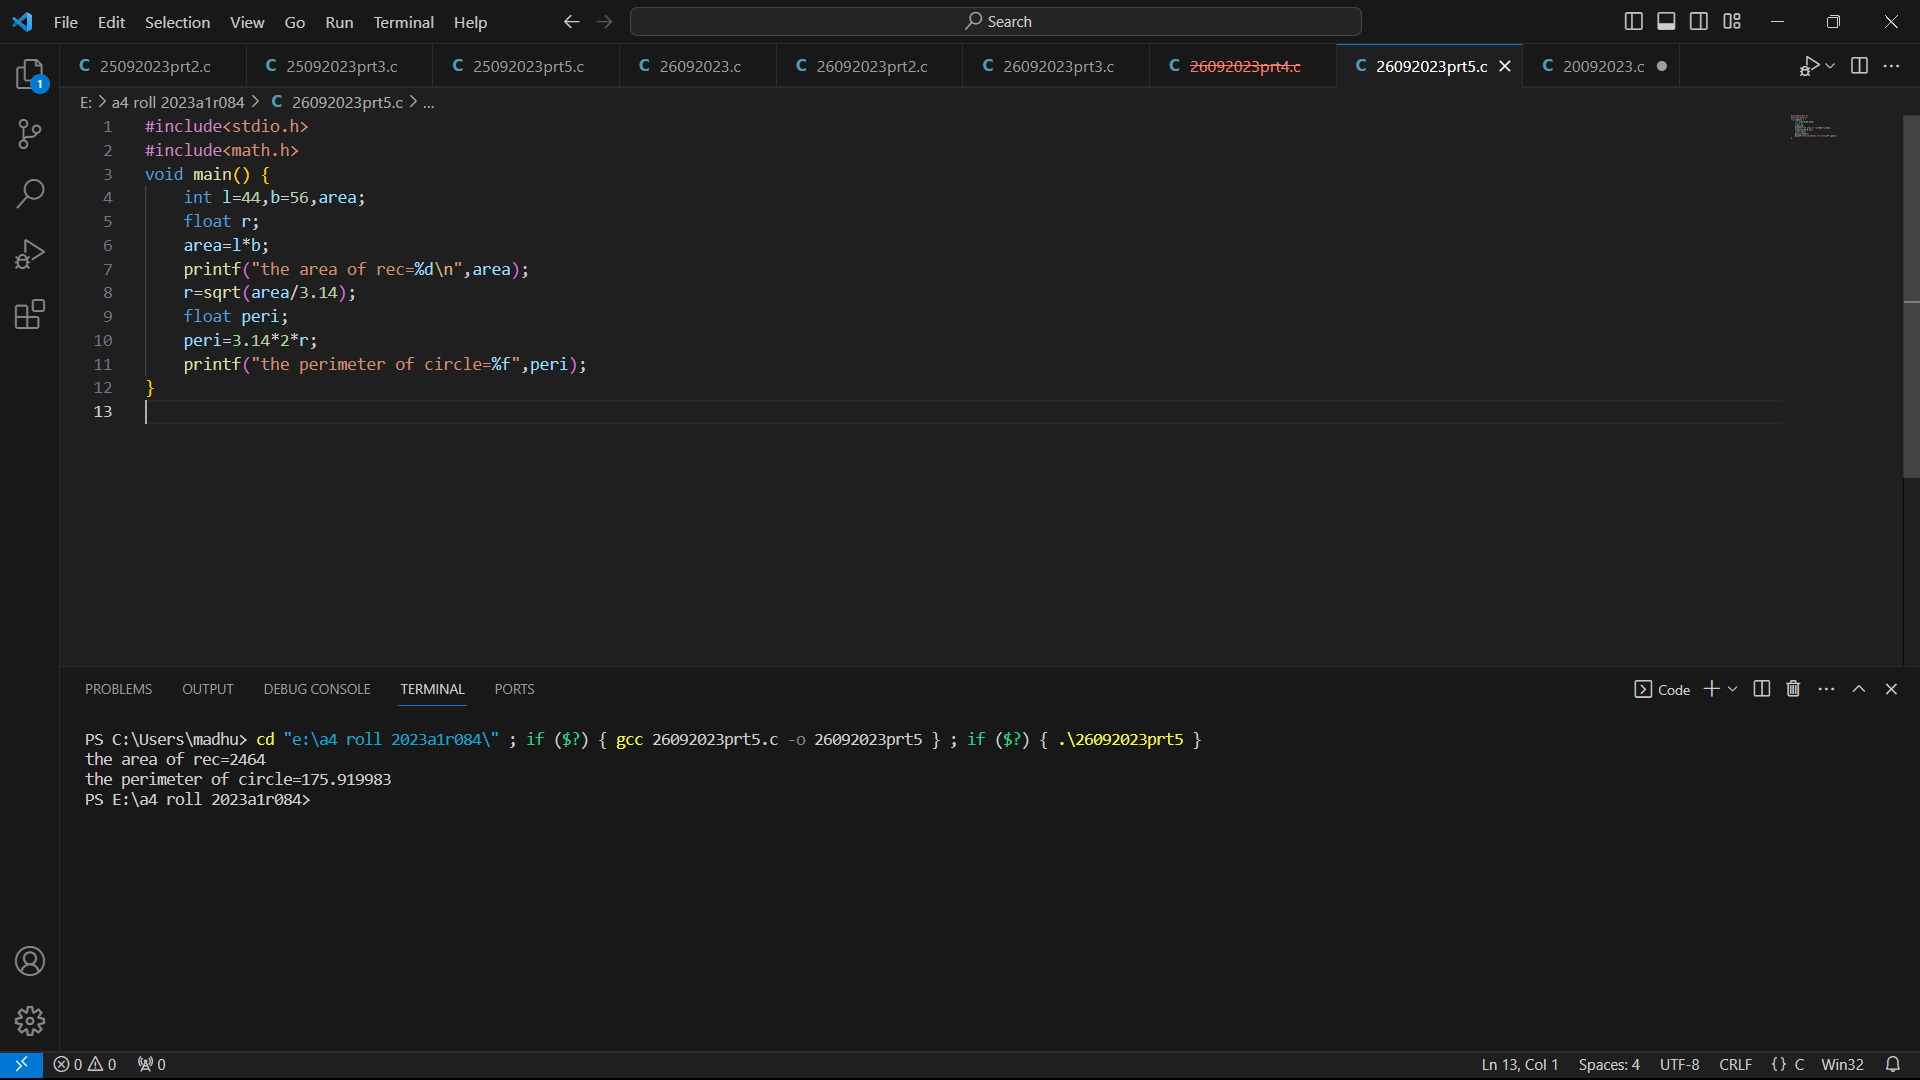 File Edit Selection View Go Run Terminal Help Search
25092023prt2.c 25092023prt3.c 25092023prt5.c 26092023.c 26092023prt2.c 26092023prt3.c 26092023prt4.c 26092023prt5.c 20092023.c
1
E: > a4 roll 2023a1r084 > C 26092023prt5.c > ...
1 #include<stdio.h>
2 #include<math.h>
3 void main() {
4 int l=44,b=56,area;
5 float r;
6 area=l*b;
7 printf("the area of rec=%d\n",area);
8 r=sqrt(area/3.14);
9 float peri;
10 peri=3.14*2*r;
11 printf("the perimeter of circle=%f",peri);
12 }
13
PROBLEMS OUTPUT DEBUG CONSOLE TERMINAL PORTS Code
PS C:\Users\madhu> cd "e:\a4 roll 2023a1r084\" ; if ($?) { gcc 26092023prt5.c -o 26092023prt5 } ; if ($?) { .\26092023prt5 }
the area of rec=2464
the perimeter of circle=175.919983
PS E:\a4 roll 2023a1r084>
0 0 0 Ln 13, Col 1 Spaces: 4 UTF-8 CRLF {} C Win32